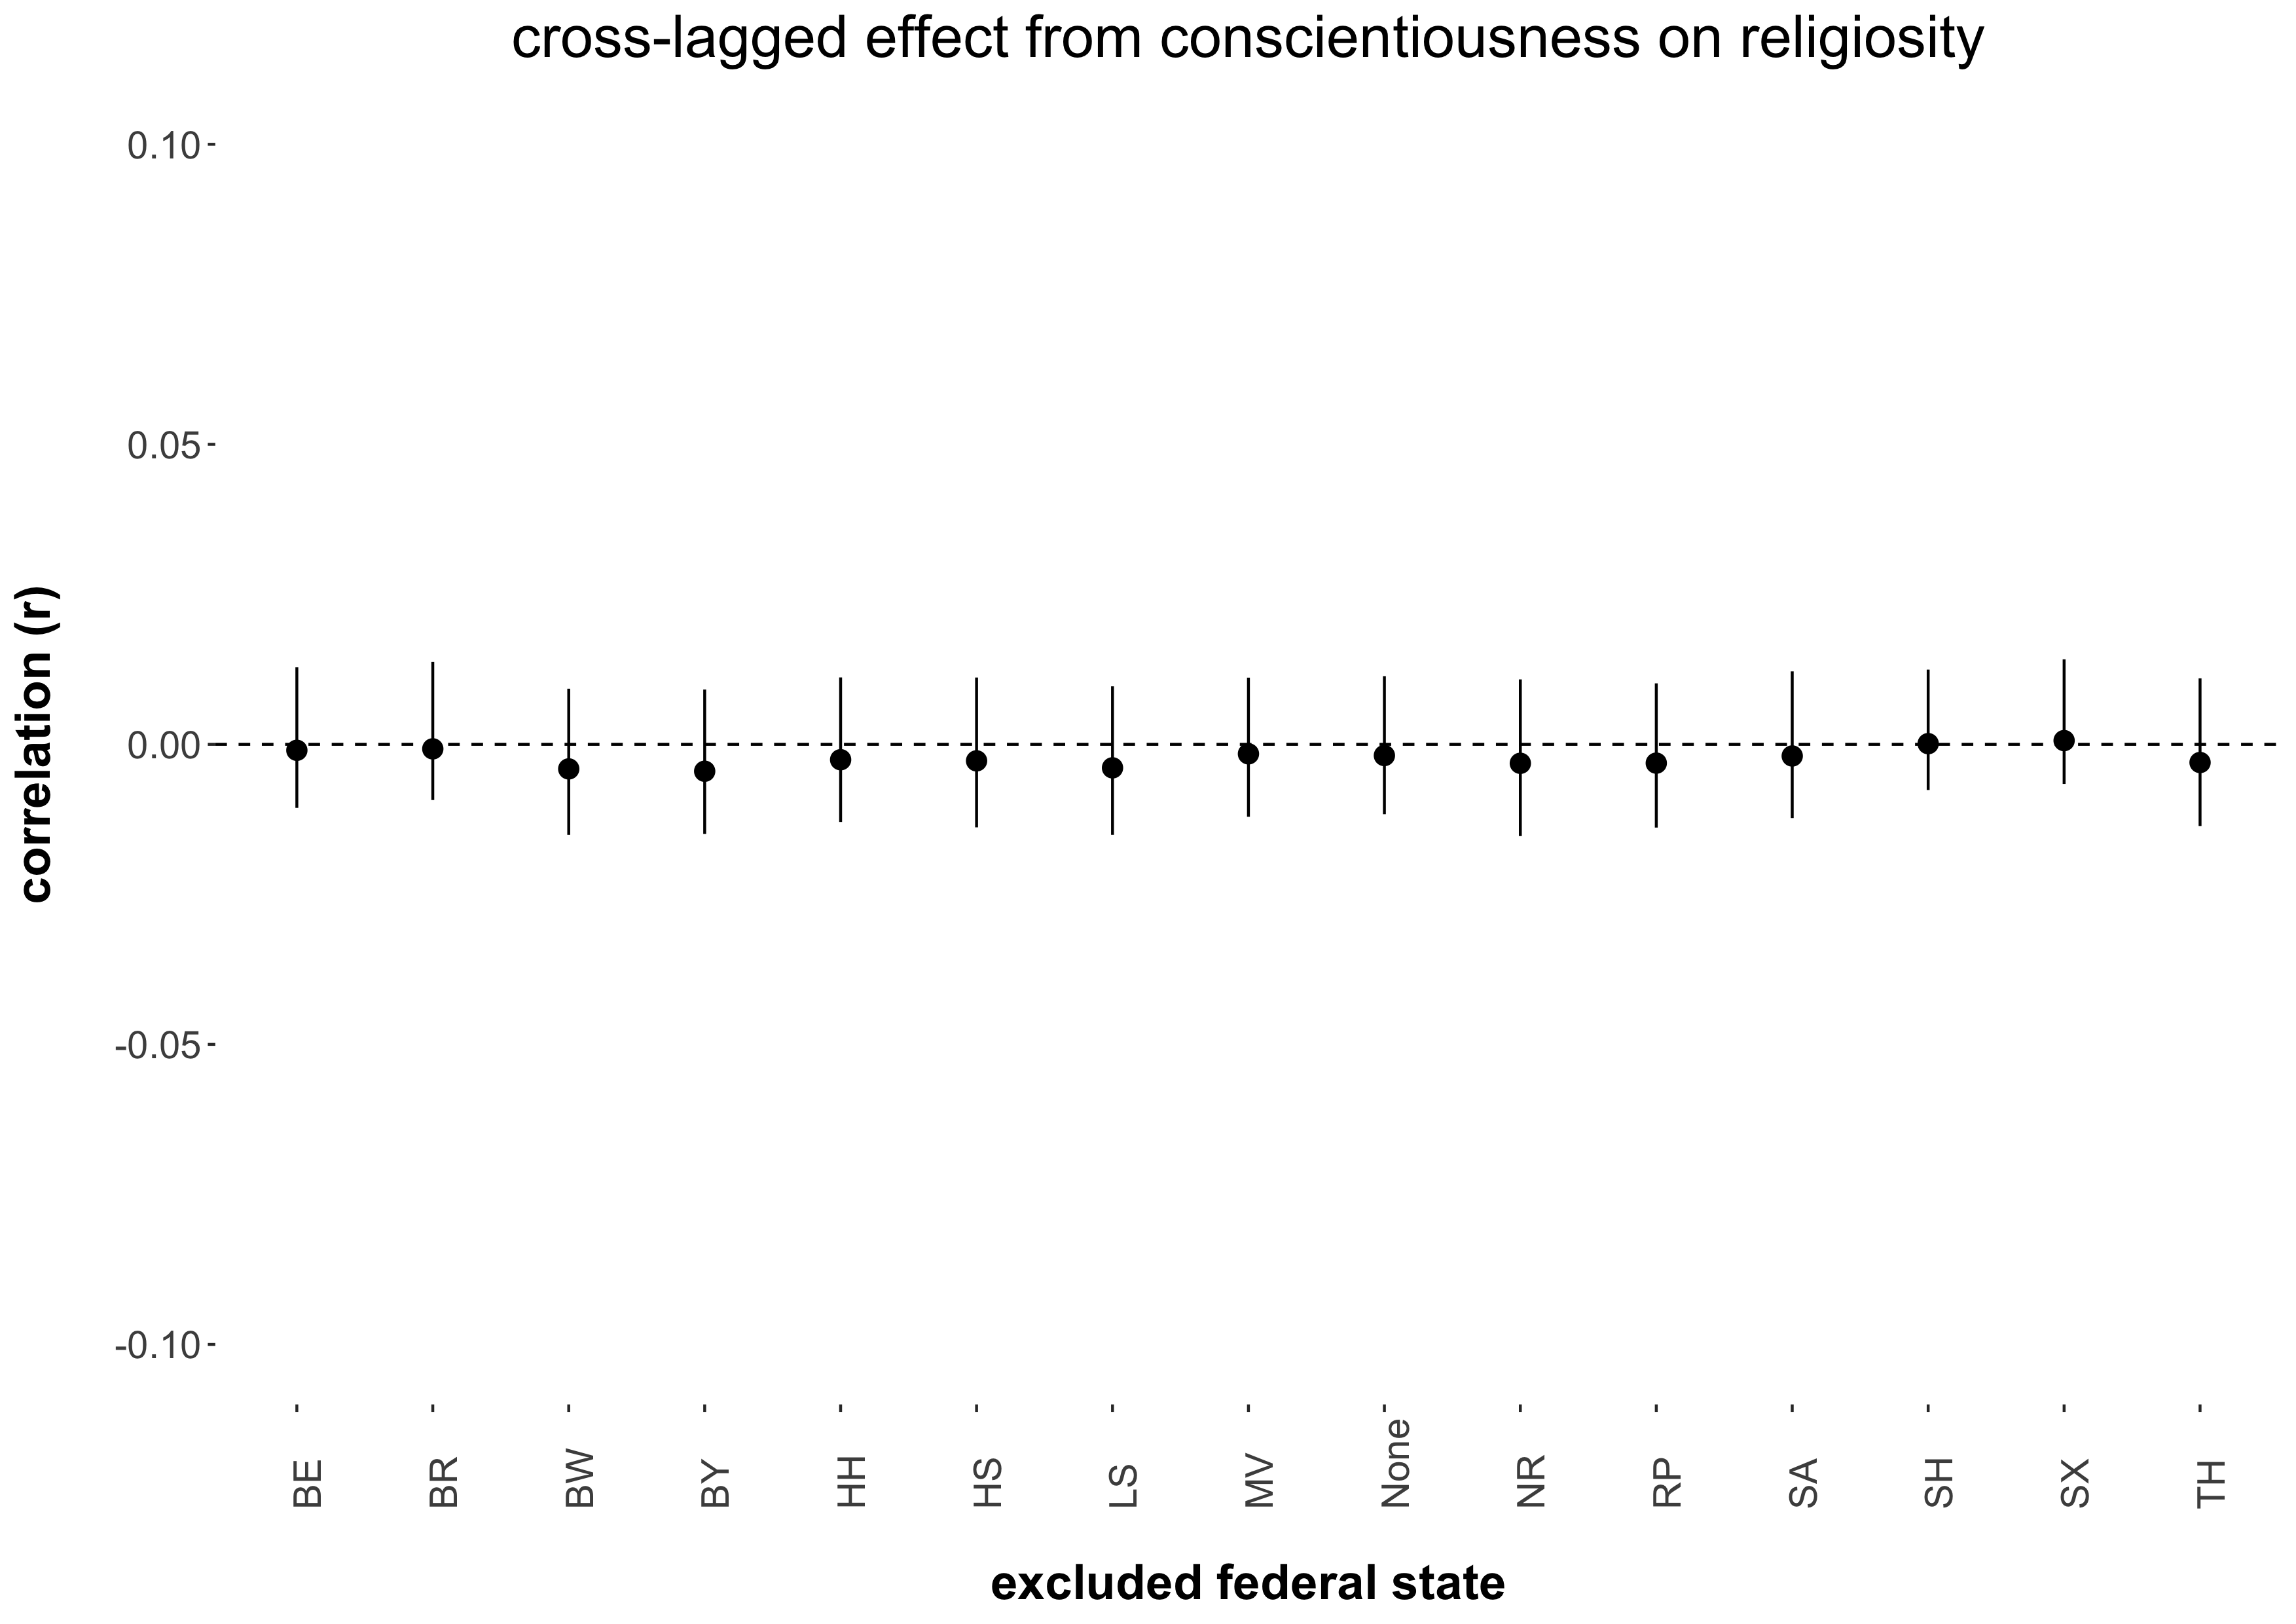 cross-lagged effect from conscientiousness on religiosity
correlation (r)
0.10
0.05
0.00
-0.05
-0.10
BE BR BW BY HH HS LS MV None NR RP SA SH SX TH
excluded federal state